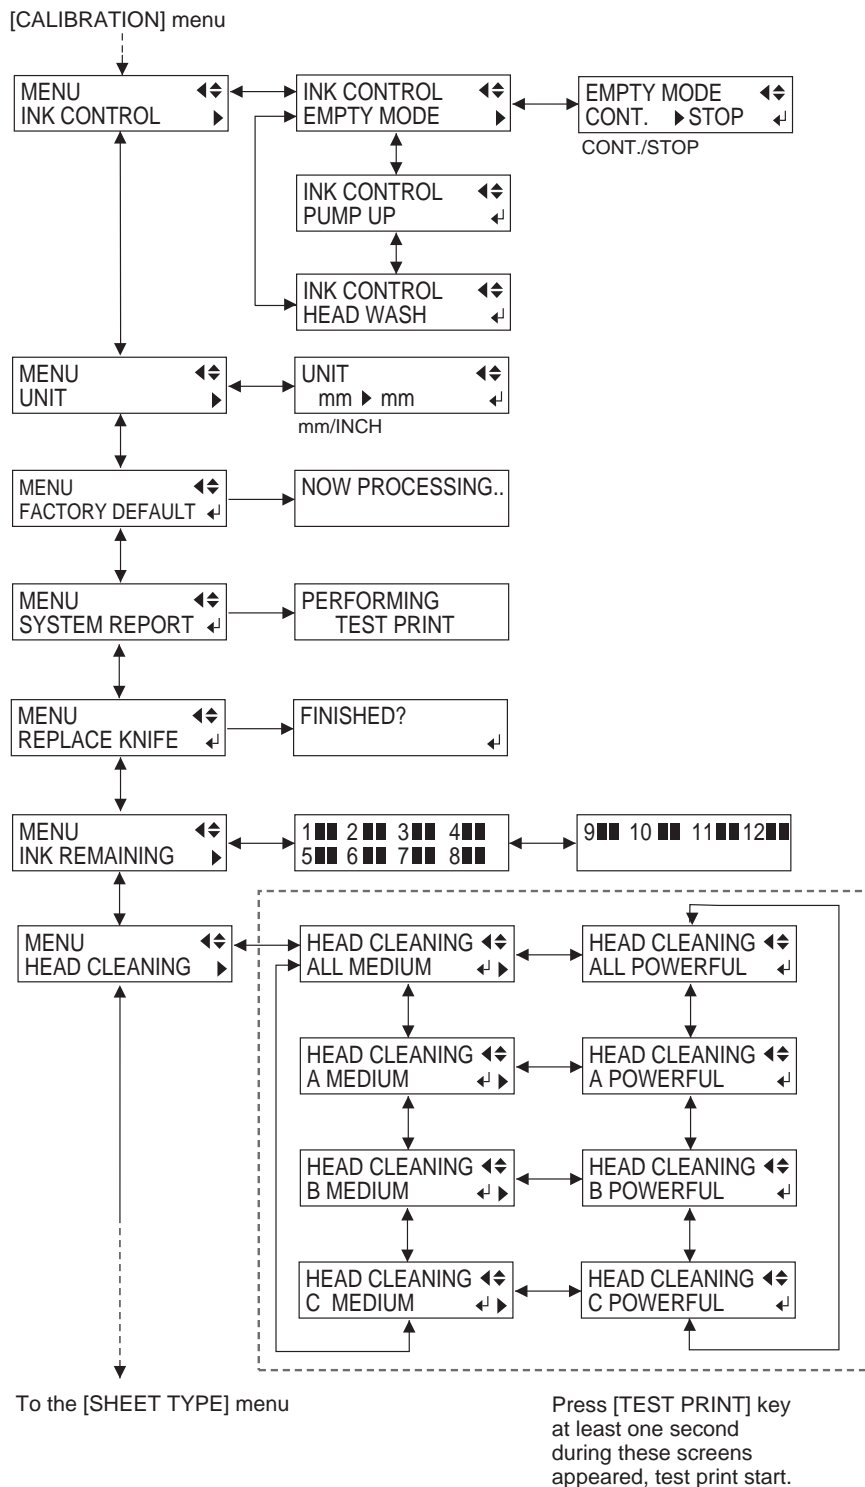 [CALIBRATION] menu
MENU
INK CONTROL
INK CONTROL
EMPTY MODE
EMPTY MODE
CONT. STOP
CONT./STOP
INK CONTROL
PUMP UP
INK CONTROL
HEAD WASH
MENU
UNIT
UNIT
mm mm
mm/INCH
MENU
FACTORY DEFAULT
NOW PROCESSING..
MENU
SYSTEM REPORT
PERFORMING
TEST PRINT
MENU
REPLACE KNIFE
FINISHED?
MENU
INK REMAINING
1 2 3 4
5 6 7 8
9 10 11 12
MENU
HEAD CLEANING
HEAD CLEANING
ALL MEDIUM
HEAD CLEANING
ALL POWERFUL
HEAD CLEANING
A MEDIUM
HEAD CLEANING
A POWERFUL
HEAD CLEANING
B MEDIUM
HEAD CLEANING
B POWERFUL
HEAD CLEANING
C MEDIUM
HEAD CLEANING
C POWERFUL
To the [SHEET TYPE] menu
Press [TEST PRINT] key
at least one second
during these screens
appeared, test print start.